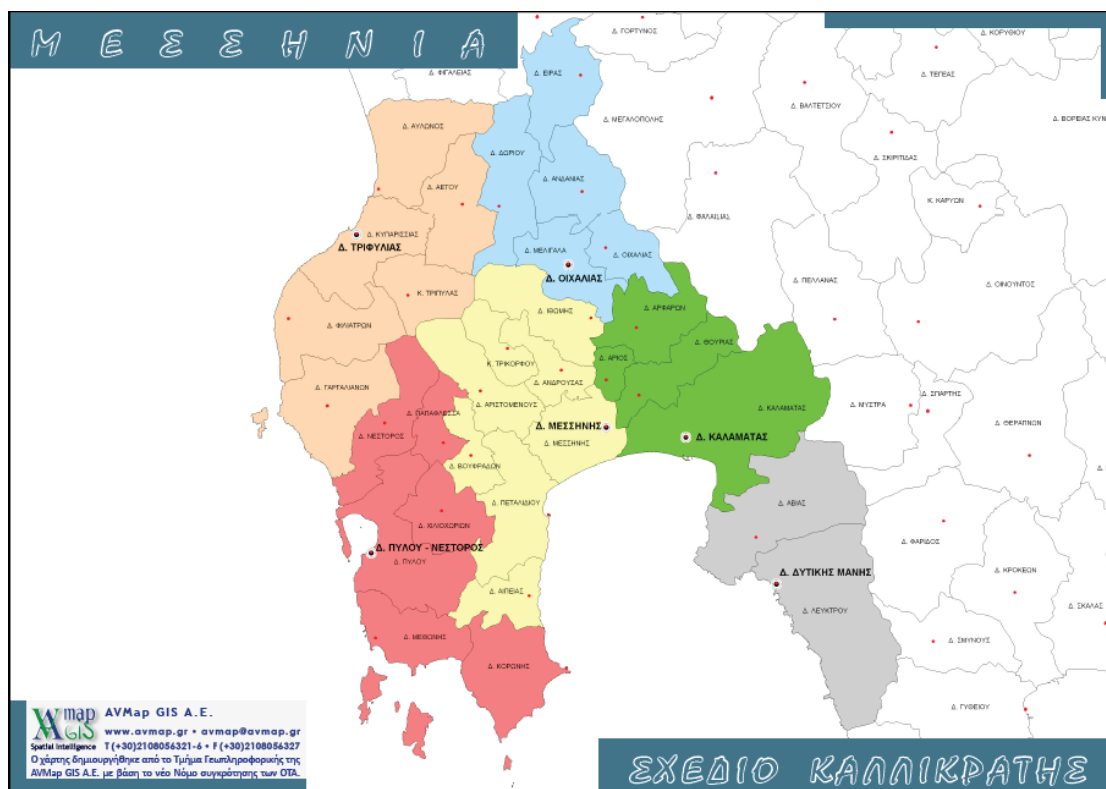 ΜΕΣΣΗΝΙΑ
Δ. ΓΟΡΤΥΝΟΣ
Δ. ΚΟΡΥΘΙΟΥ
Δ. ΦΙΓΑΛΕΙΑΣ
Δ. ΕΙΡΑΣ
Δ. ΤΕΓΕΑΣ
Δ. ΒΑΛΤΕΤΣΙΟΥ
Δ. ΜΕΓΑΛΟΠΟΛΗΣ
Δ. ΒΟΡΕΙΑΣ ΚΥΝ
Δ. ΑΥΛΩΝΟΣ
Δ. ΔΩΡΙΟΥ
Δ. ΣΚΙΡΙΤΙΔΑΣ
Δ. ΑΕΤΟΥ
Δ. ΑΝΔΑΝΙΑΣ
Κ. ΚΑΡΥΩΝ
Δ. ΦΑΛΑΙΣΙΑΣ
Δ. ΚΥΠΑΡΙΣΣΙΑΣ
Δ. ΤΡΙΦΥΛΙΑΣ
Δ. ΜΕΛΙΓΑΛΑ
Δ. ΟΙΧΑΛΙΑΣ
Δ. ΟΙΧΑΛΙΑΣ
Δ. ΠΕΛΛΑΝΑΣ
Δ. ΟΙΝΟΥΝΤΟΣ
Κ. ΤΡΙΠΥΛΑΣ
Δ. ΙΘΩΜΗΣ
Δ. ΑΡΦΑΡΩΝ
Δ. ΦΙΛΙΑΤΡΩΝ
Δ. ΘΟΥΡΙΑΣ
Κ. ΤΡΙΚΟΡΦΟΥ
Δ. ΑΡΙΟΣ
Δ. ΑΝΔΡΟΥΣΑΣ
Δ. ΓΑΡΓΑΛΙΑΝΩΝ
Δ. ΣΠΑΡΤΗΣ
Δ. ΑΡΙΣΤΟΜΕΝΟΥΣ
Δ. ΜΥΣΤΡΑ
Δ. ΚΑΛΑΜΑΤΑΣ
Δ. ΠΑΠΑΦΛΕΣΣΑ
Δ. ΘΕΡΑΠΝΩΝ
Δ. ΜΕΣΣΗΝΗΣ
Δ. ΝΕΣΤΟΡΟΣ
Δ. ΜΕΣΣΗΝΗΣ
Δ. ΚΑΛΑΜΑΤΑΣ
Δ. ΒΟΥΦΡΑΔΩΝ
Δ. ΠΕΤΑΛΙΔΙΟΥ
Δ. ΑΒΙΑΣ
Δ. ΧΙΛΙΟΧΩΡΙΩΝ
Δ. ΠΥΛΟΥ - ΝΕΣΤΟΡΟΣ
Δ. ΦΑΡΙΔΟΣ
Δ. ΠΥΛΟΥ
Δ. ΔΥΤΙΚΗΣ ΜΑΝΗΣ
Δ. ΚΡΟΚΕΩΝ
Δ. ΑΙΠΕΙΑΣ
Δ. ΛΕΥΚΤΡΟΥ
Δ. ΣΚΑΛΑΣ
Δ. ΜΕΘΩΝΗΣ
Δ. ΣΜΥΝΟΥΣ
Δ. ΚΟΡΩΝΗΣ
Δ. ΓΥΘΕΙΟΥ
AVmap GIS
Spatial Intelligence
AVMap GIS A.E.
www.avmap.gr • avmap@avmap.gr
T (+30)2108056321-6 • F (+30)2108056327
Ο χάρτης δημιουργήθηκε από το Τμήμα Γεωπληροφορικής της
AVMap GIS A.E. με βάση το νέο Νόμο συγκρότησης των ΟΤΑ.
ΣΧΕΔΙΟ ΚΑΛΛΙΚΡΑΤΗΣ